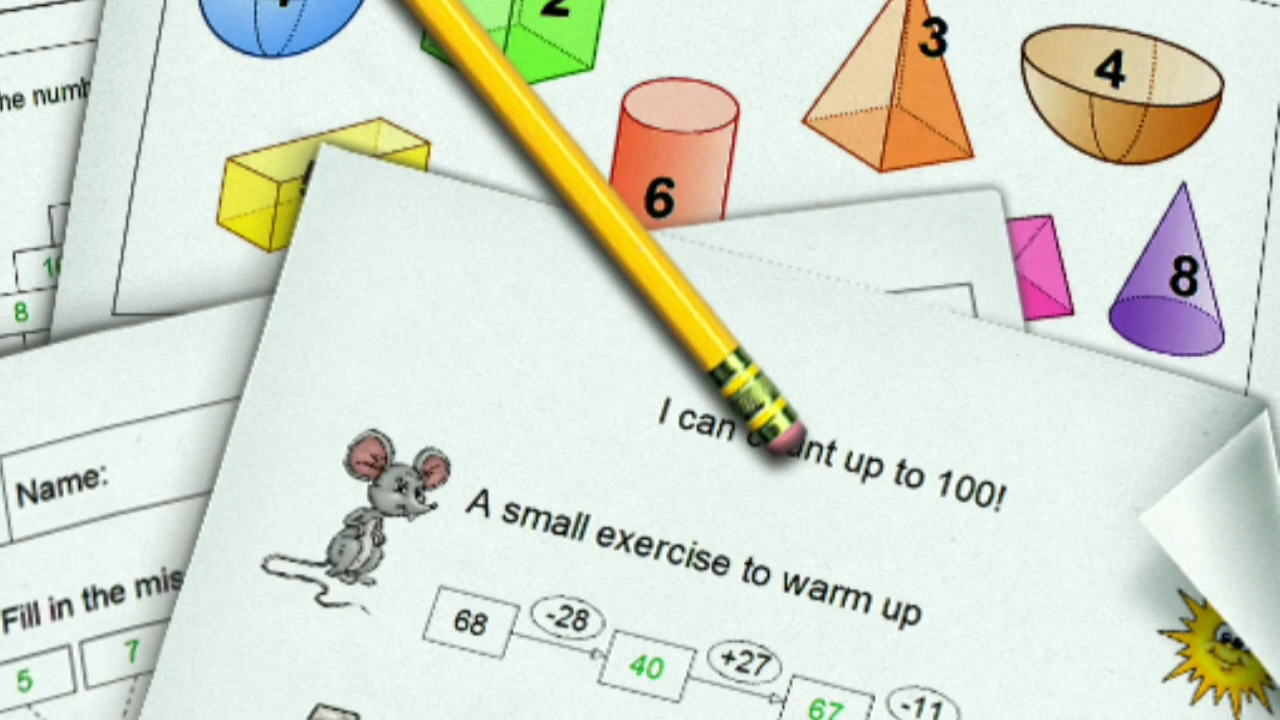 2
3
4
he numb
6
8
8
I can
nt up to 100!
Name:
A small exercise to warm up
Fill in the mis
68 -28 40 +27 67 -11
5 7